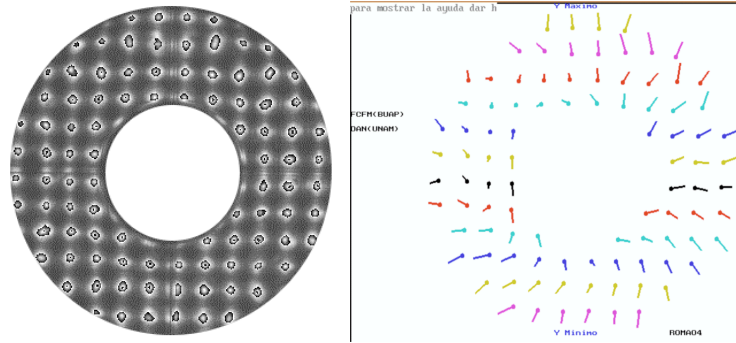 para mostrar la ayuda dar h
Y Maximo
FCFM(BUAP)
DAN(UNAM)
Y Minimo
ROMA04